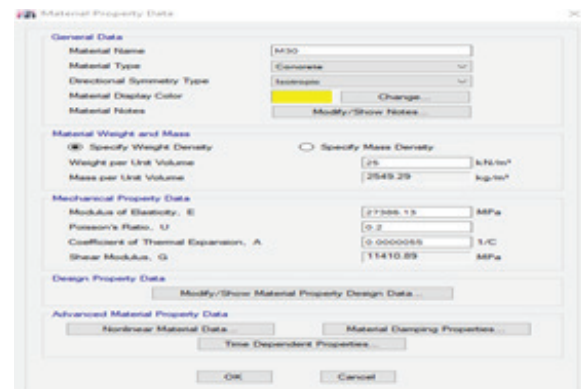 Material Property Data
General Data
Material Name M30
Material Type Concrete
Directional Symmetry Type Isotropic
Material Display Color Change...
Material Notes Modify/Show Notes...
Material Weight and Mass
Specify Weight Density Specify Mass Density
Weight per Unit Volume 25 kN/m³
Mass per Unit Volume 2549.29 kg/m³
Mechanical Property Data
Modulus of Elasticity, E 27386.13 MPa
Poisson's Ratio, U 0.2
Coefficient of Thermal Expansion, A 0.0000055 1/C
Shear Modulus, G 11410.89 MPa
Design Property Data
Modify/Show Material Property Design Data...
Advanced Material Property Data
Nonlinear Material Data... Material Damping Properties...
Time Dependent Properties...
OK Cancel